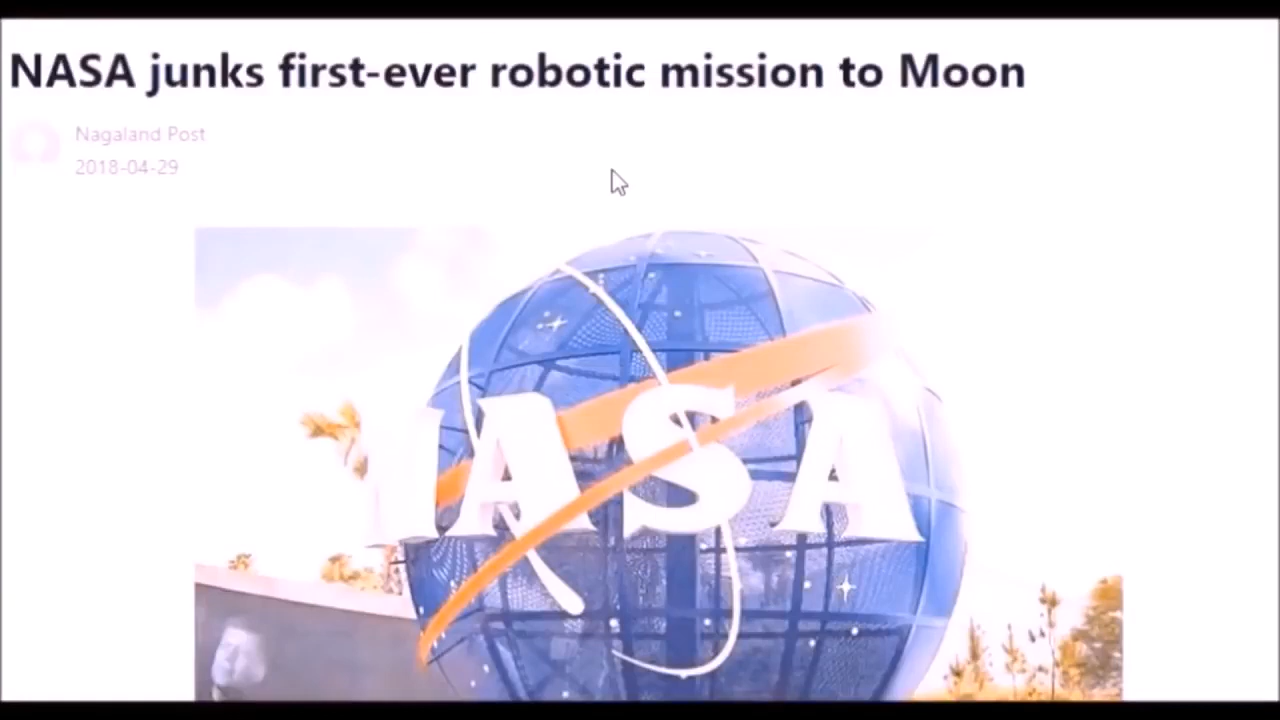 NASA junks first-ever robotic mission to Moon
Nagaland Post
2018-04-29
NASA